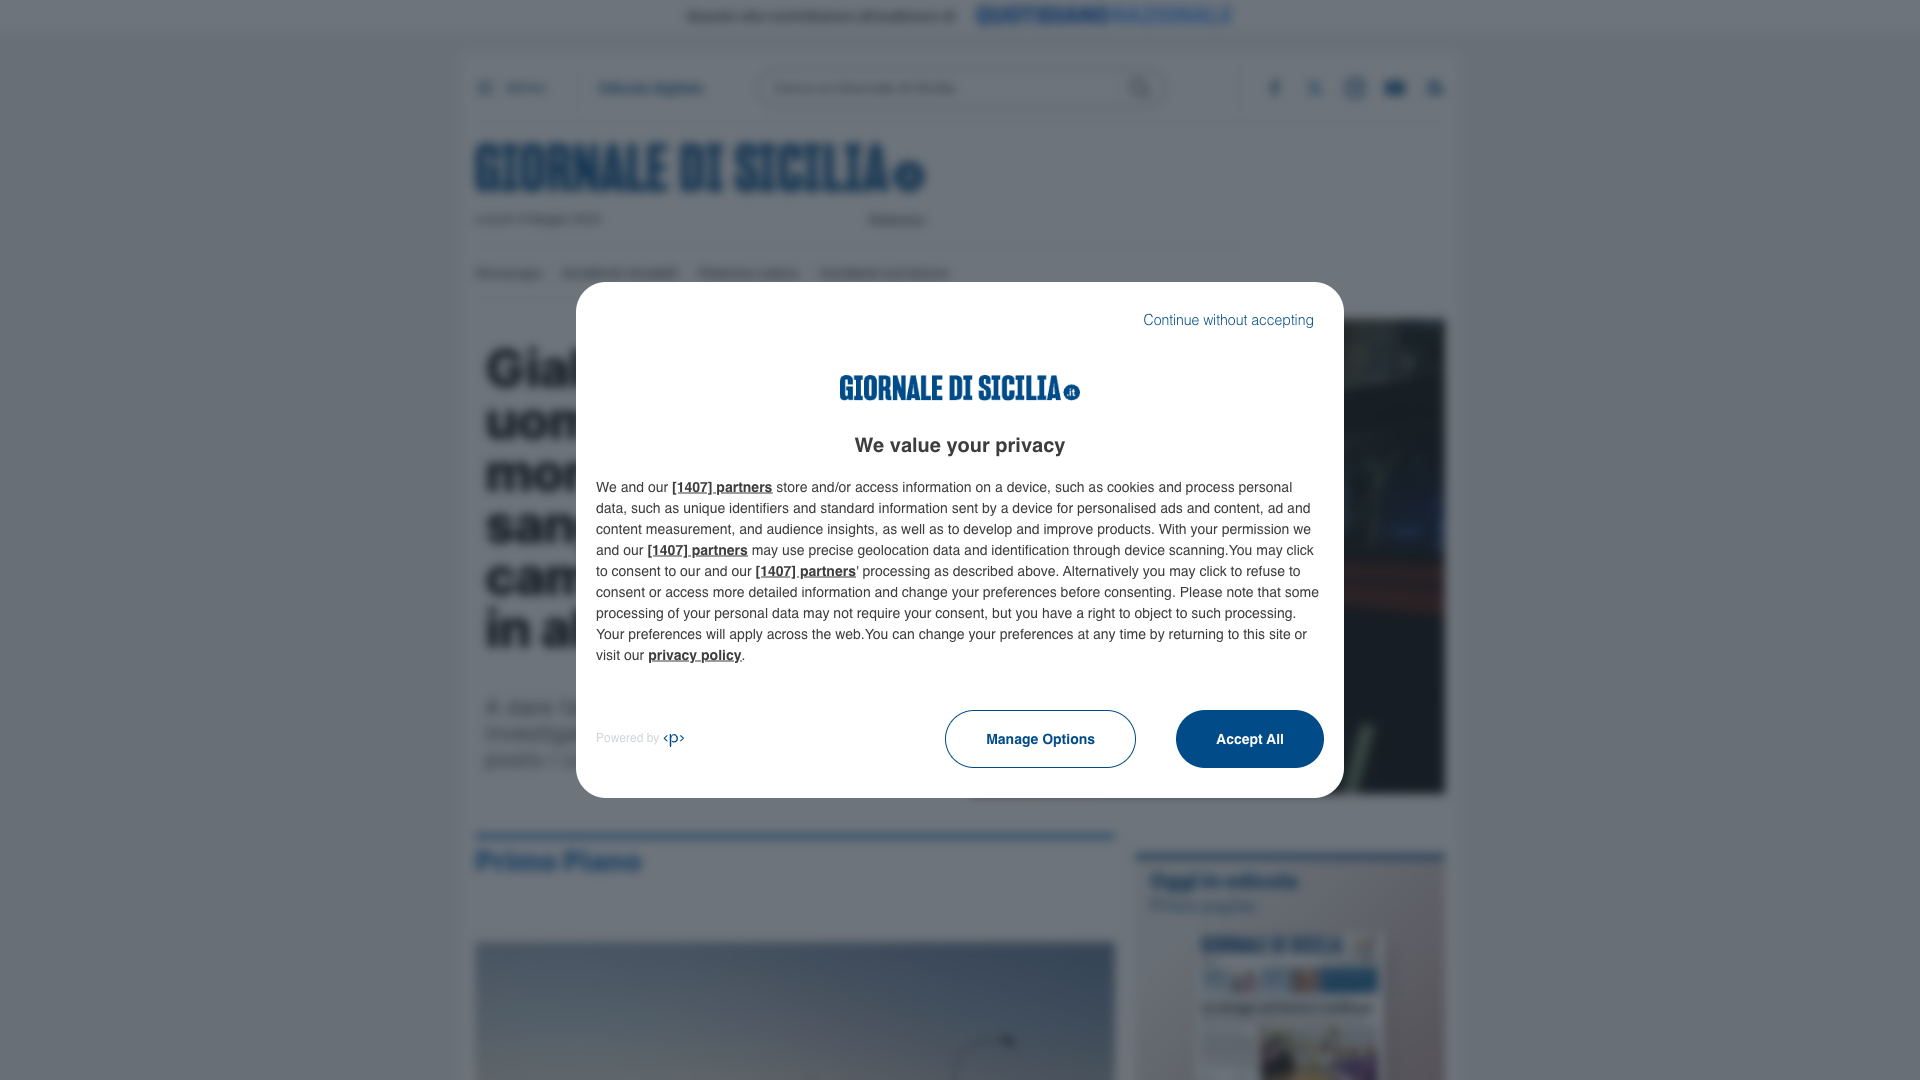 QUOTIDIANO NAZIONALE
GIORNALE DI SICILIA
Continue without accepting
GIORNALE DI SICILIA.it
We value your privacy
We and our [1407] partners store and/or access information on a device, such as cookies and process personal
data, such as unique identifiers and standard information sent by a device for personalised ads and content, ad and
content measurement, and audience insights, as well as to develop and improve products. With your permission we
and our [1407] partners may use precise geolocation data and identification through device scanning.You may click
to consent to our and our [1407] partners' processing as described above. Alternatively you may click to refuse to
consent or access more detailed information and change your preferences before consenting. Please note that some
processing of your personal data may not require your consent, but you have a right to object to such processing.
Your preferences will apply across the web.You can change your preferences at any time by returning to this site or
visit our privacy policy.
Powered by <p>
Manage Options
Accept All
Primo Piano
Oggi in edicola
GIORNALE DI SICILIA